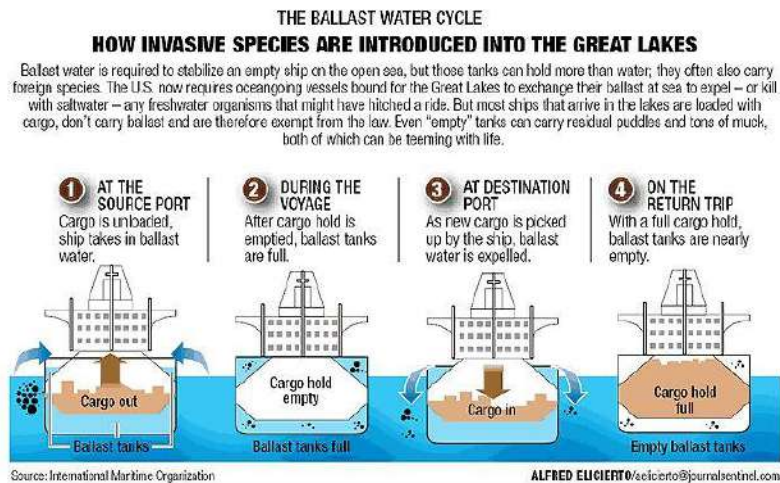 THE BALLAST WATER CYCLE
HOW INVASIVE SPECIES ARE INTRODUCED INTO THE GREAT LAKES
Ballast water is required to stabilize an empty ship on the open sea, but those tanks can hold more than water; they often also carry
foreign species. The U.S. now requires oceangoing vessels bound for the Great Lakes to exchange their ballast at sea to expel – or kill
with saltwater – any freshwater organisms that might have hitched a ride. But most ships that arrive in the lakes are loaded with
cargo, don't carry ballast and are therefore exempt from the law. Even "empty" tanks can carry residual puddles and tons of muck,
both of which can be teeming with life.
1 AT THE
SOURCE PORT
Cargo is unloaded,
ship takes in ballast
water.
2 DURING THE
VOYAGE
After cargo hold is
emptied, ballast tanks
are full.
3 AT DESTINATION
PORT
As new cargo is picked
up by the ship, ballast
water is expelled.
4 ON THE
RETURN TRIP
With a full cargo hold,
ballast tanks are nearly
empty.
Cargo out
Ballast tanks
Cargo hold
empty
Ballast tanks full
Cargo in
Cargo hold
full
Empty ballast tanks
Source: International Maritime Organization
ALFRED ELICIERTO/aelicierto@journalsentinel.com